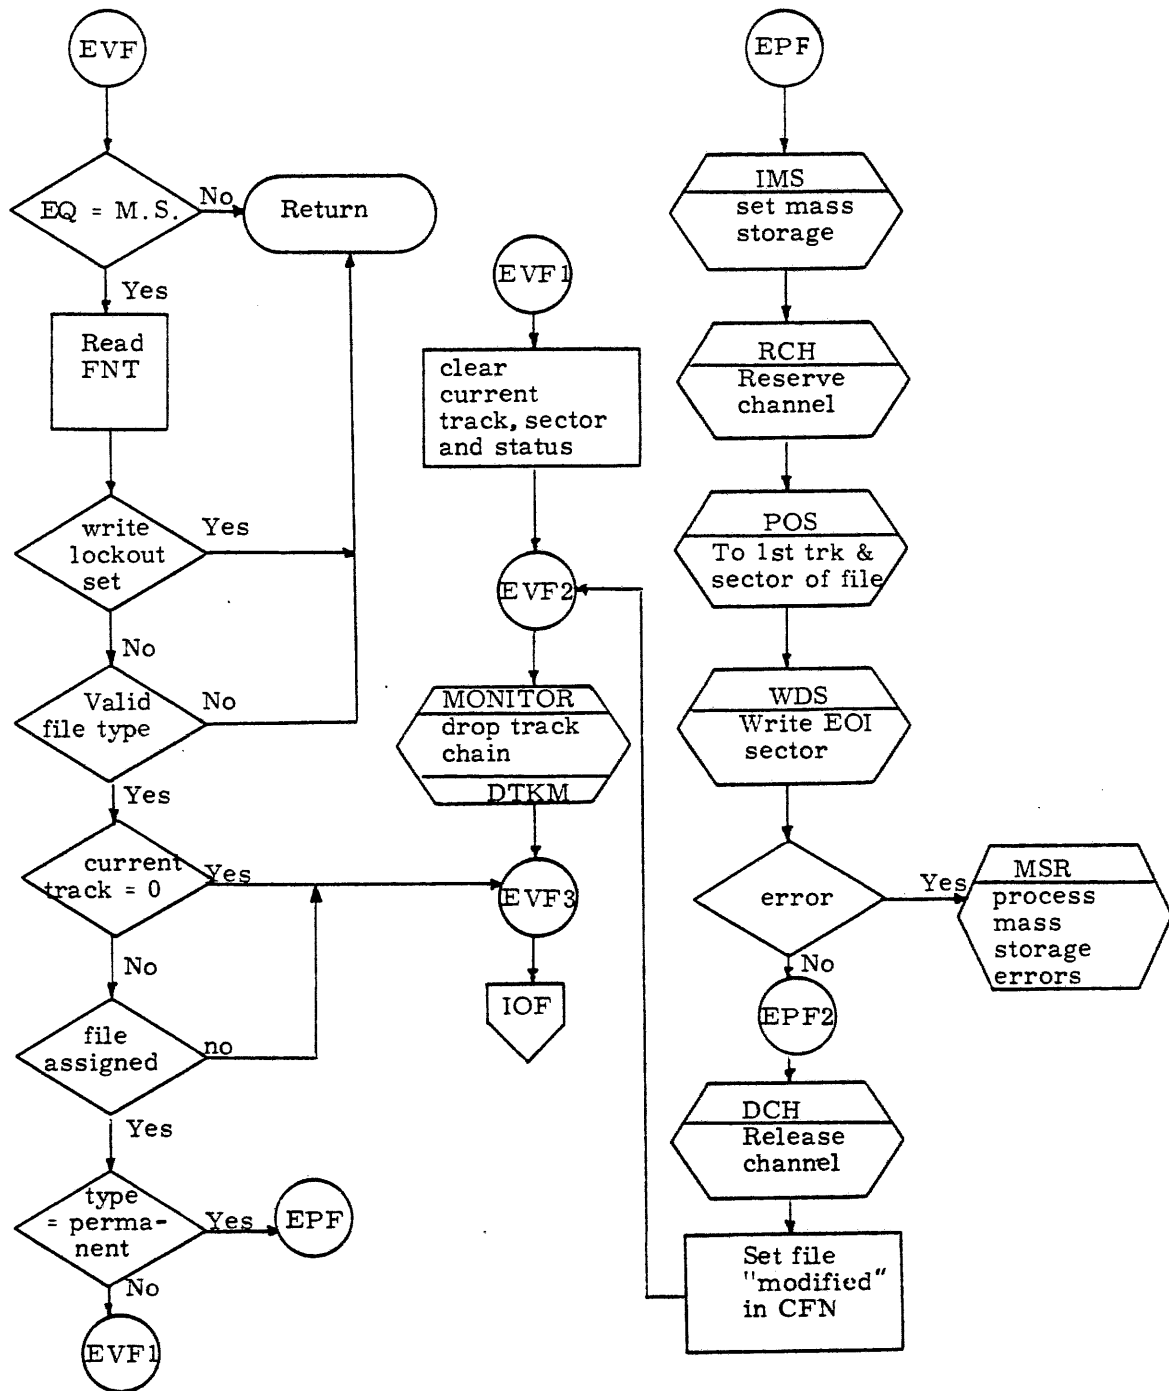 EVF
EQ = M.S.
No
Return
Yes
Read
FNT
write
lockout
set
Yes
No
Valid
file type
No
Yes
current
track = 0
Yes
No
file
assigned
no
Yes
type
= perma-
nent
Yes
EPF
No
EVF1
EVF1
clear
current
track, sector
and status
EVF2
MONITOR
drop track
chain
DTKM
EVF3
IOF
EPF
IMS
set mass
storage
RCH
Reserve
channel
POS
To 1st trk &
sector of file
WDS
Write EOI
sector
error
Yes
MSR
process
mass
storage
errors
No
EPF2
DCH
Release
channel
Set file
"modified"
in CFN